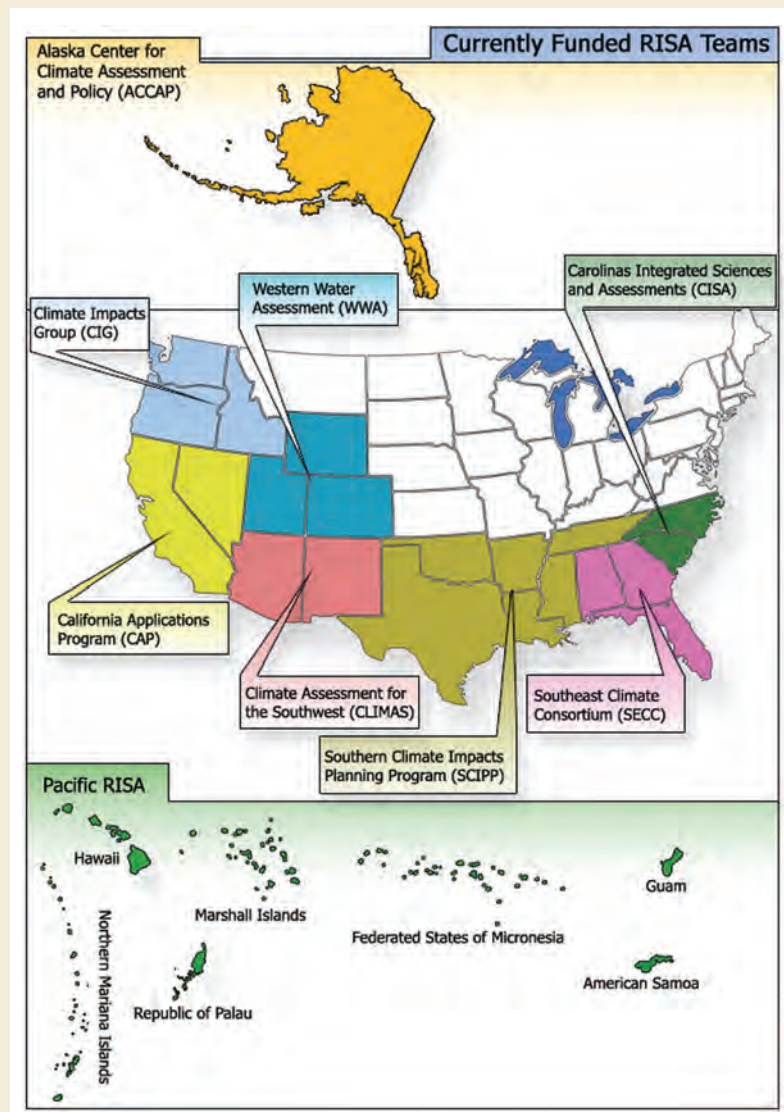 Currently Funded RISA Teams
Alaska Center for
Climate Assessment
and Policy (ACCAP)
Western Water
Assessment (WWA)
Carolinas Integrated Sciences
and Assessments (CISA)
Climate Impacts
Group (CIG)
California Applications
Program (CAP)
Climate Assessment for
the Southwest (CLIMAS)
Southeast Climate
Consortium (SECC)
Southern Climate Impacts
Planning Program (SCIPP)
Pacific RISA
Hawaii
Marshall Islands
Guam
Federated States of Micronesia
Northern Mariana Islands
Republic of Palau
American Samoa